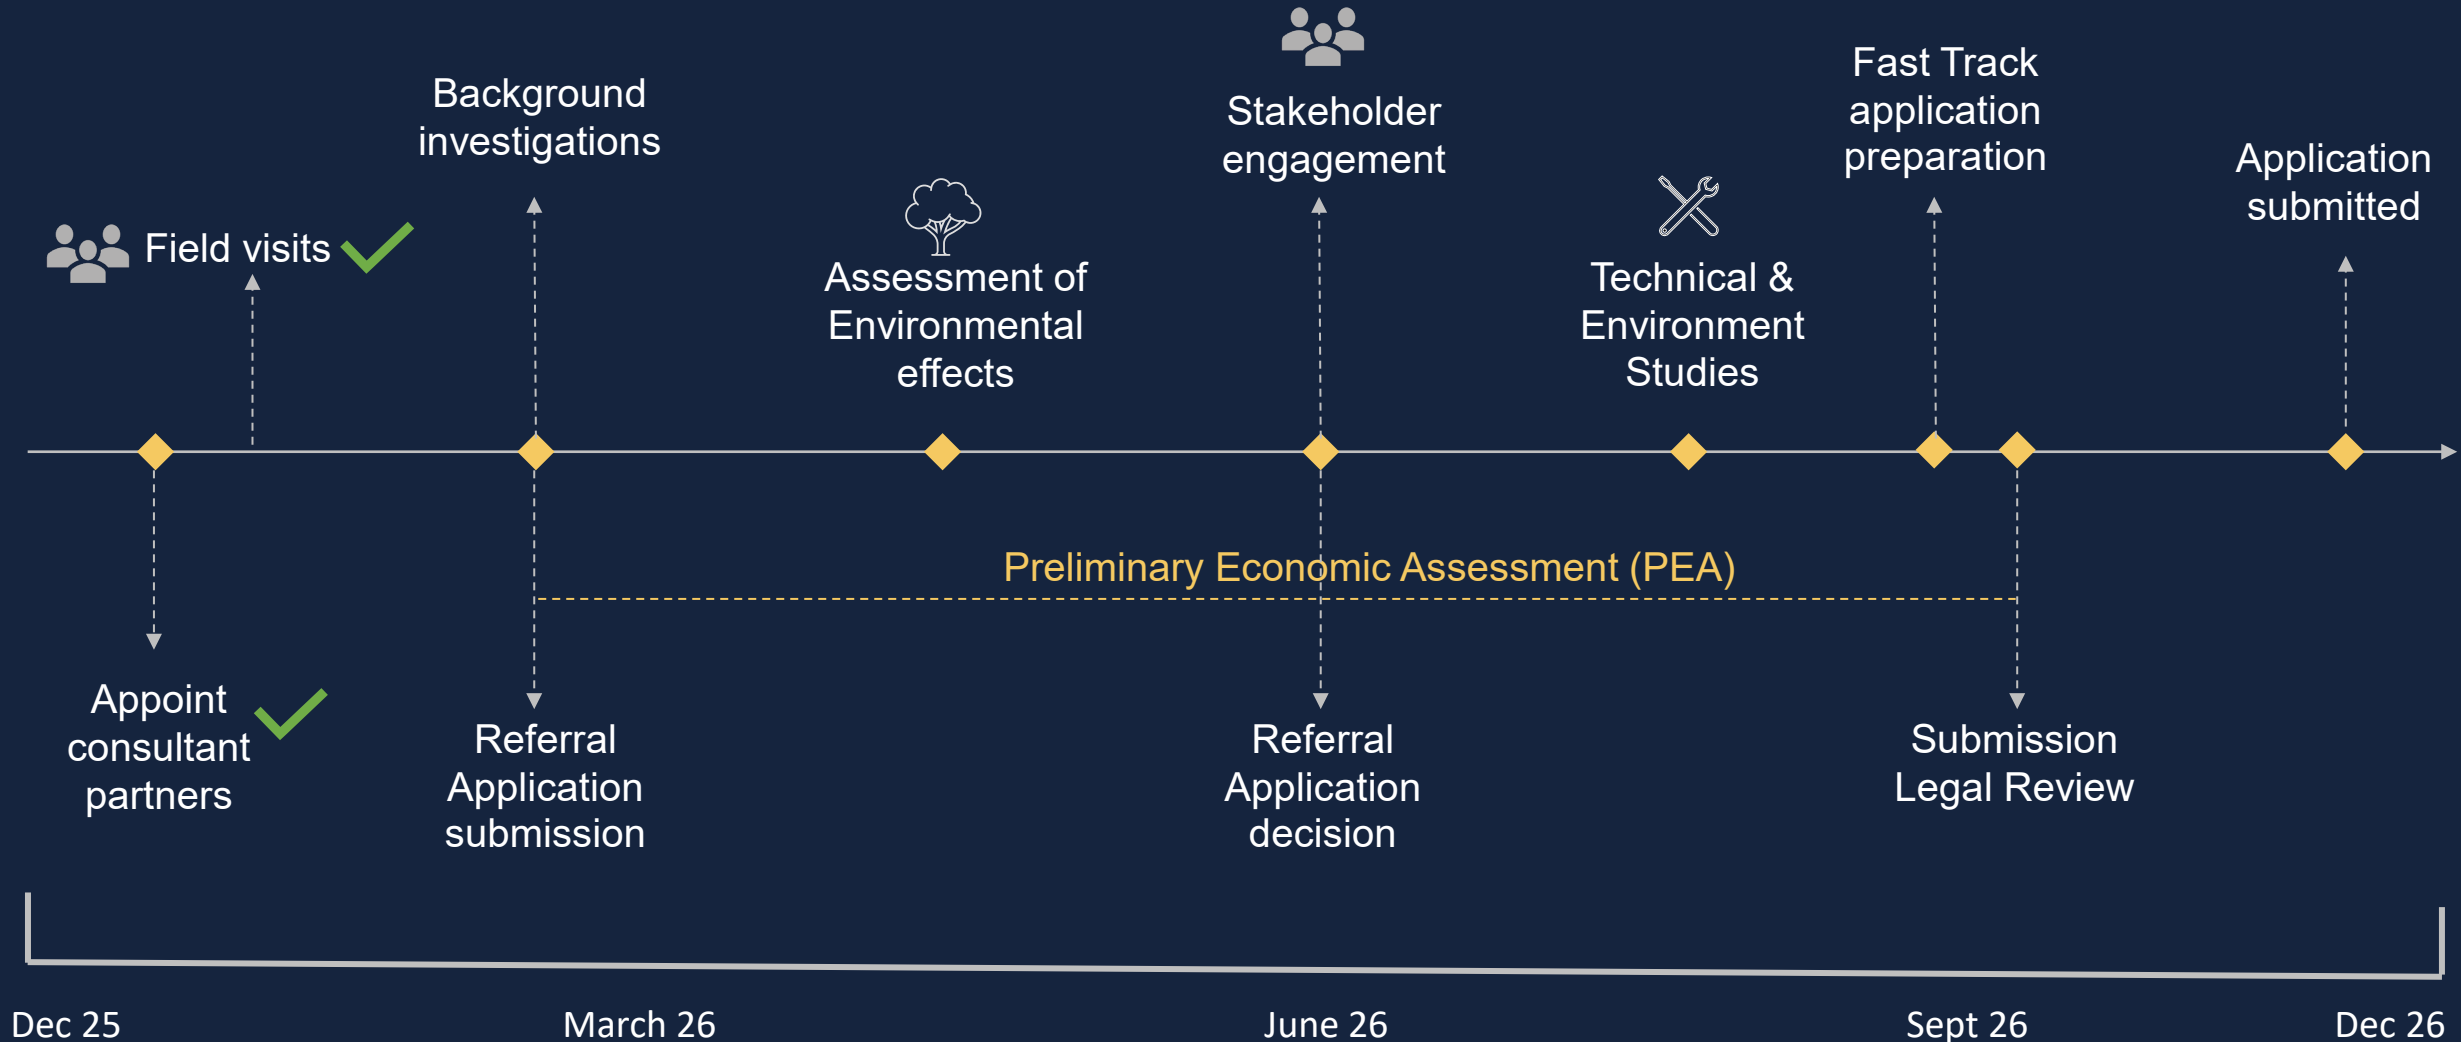 Background
investigations
Stakeholder
engagement
Fast Track
application
preparation
Application
submitted
Field visits
Assessment of
Environmental
effects
Technical &
Environment
Studies
Preliminary Economic Assessment (PEA)
Appoint
consultant
partners
Referral
Application
submission
Referral
Application
decision
Submission
Legal Review
Dec 25
March 26
June 26
Sept 26
Dec 26